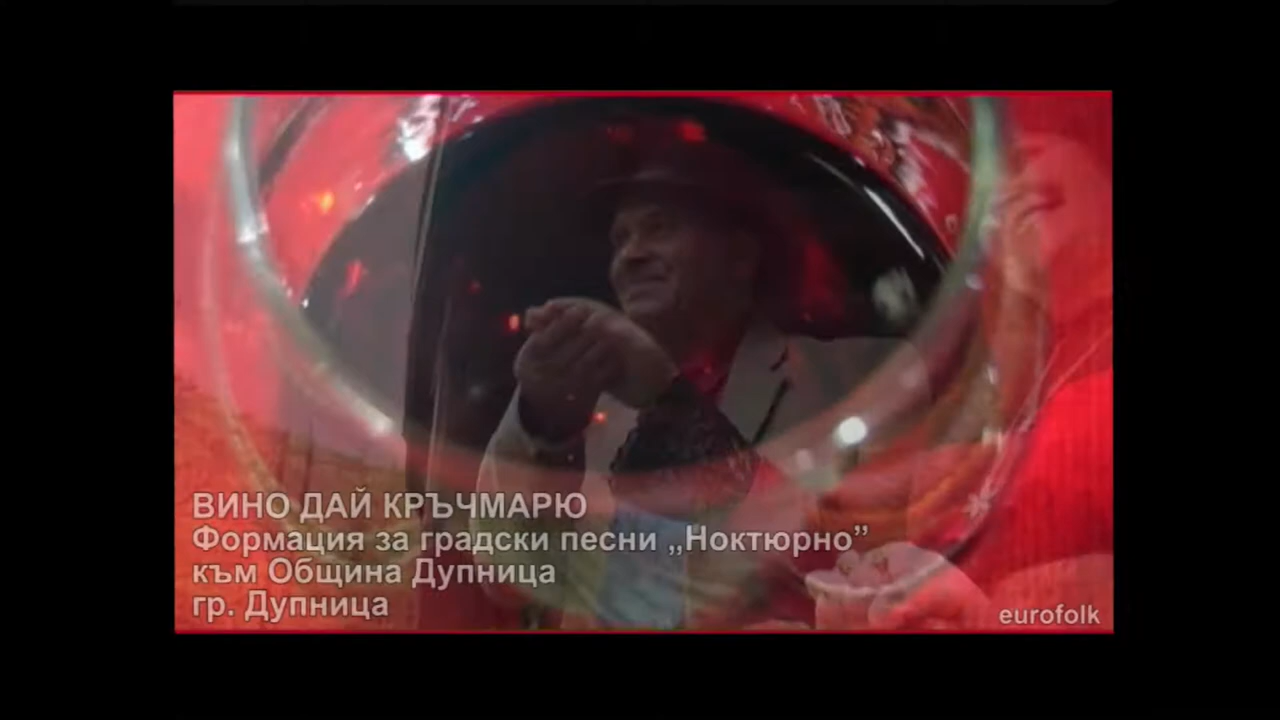 ВИНО ДАЙ КРЪЧМАРЮ
Формация за градски песни „Ноктюрно”
към Община Дупница
гр. Дупница
eurofolk